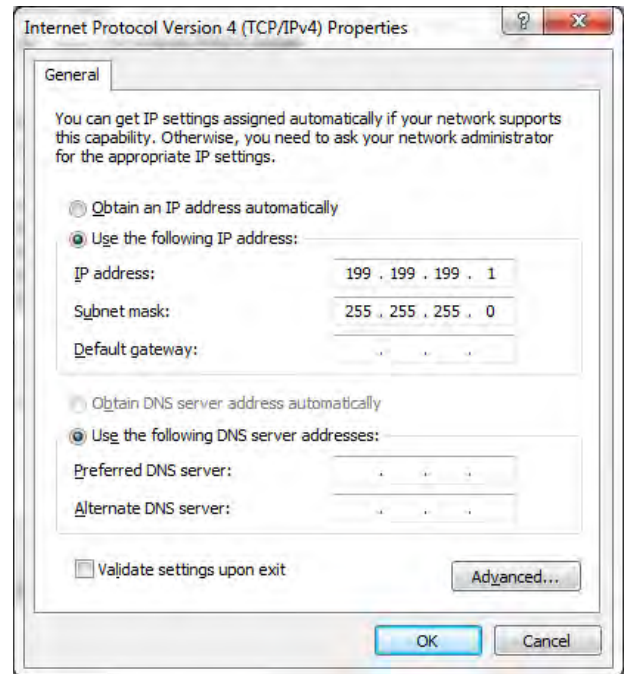 Internet Protocol Version 4 (TCP/IPv4) Properties
General
You can get IP settings assigned automatically if your network supports
this capability. Otherwise, you need to ask your network administrator
for the appropriate IP settings.
Obtain an IP address automatically
Use the following IP address:
IP address: 199 . 199 . 199 . 1
Subnet mask: 255 . 255 . 255 . 0
Default gateway: . . .
Obtain DNS server address automatically
Use the following DNS server addresses:
Preferred DNS server: . . .
Alternate DNS server: . . .
Validate settings upon exit
Advanced...
OK Cancel